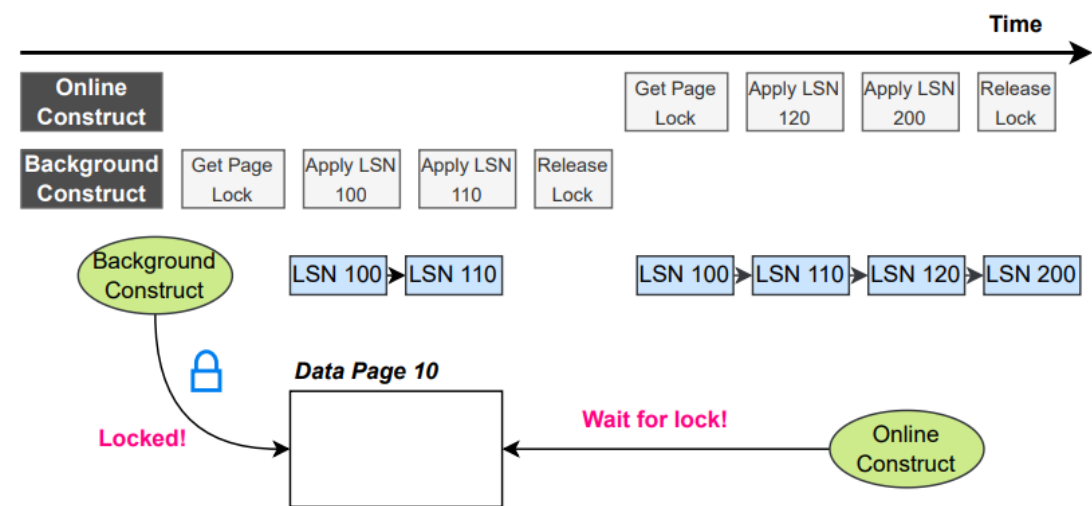 Time
Online
Construct
Get Page
Lock
Apply LSN
120
Apply LSN
200
Release
Lock
Background
Construct
Get Page
Lock
Apply LSN
100
Apply LSN
110
Release
Lock
Background
Construct
LSN 100
LSN 110
LSN 100
LSN 110
LSN 120
LSN 200
Data Page 10
Locked!
Wait for lock!
Online
Construct